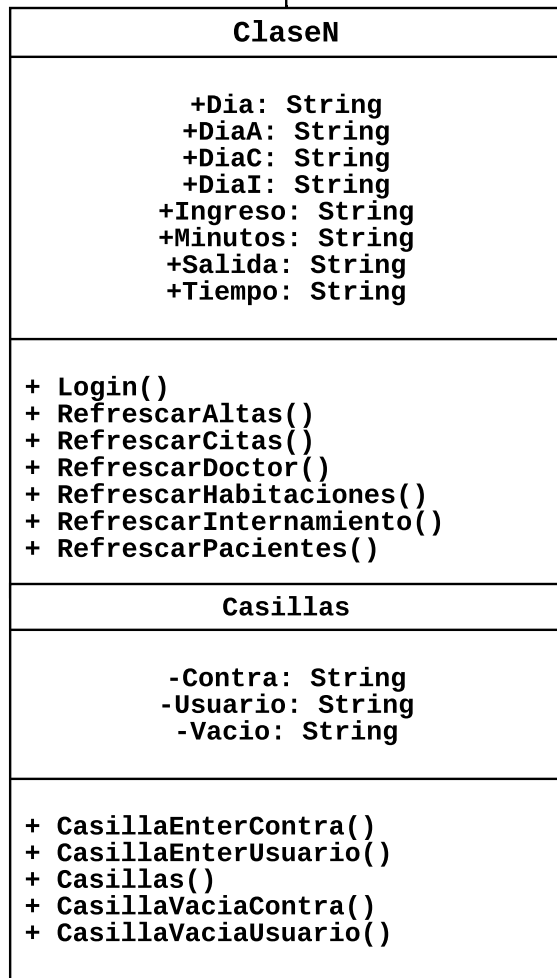 ClaseN
+Dia: String
+DiaA: String
+DiaC: String
+DiaI: String
+Ingreso: String
+Minutos: String
+Salida: String
+Tiempo: String
+ Login()
+ RefrescarAltas()
+ RefrescarCitas()
+ RefrescarDoctor()
+ RefrescarHabitaciones()
+ RefrescarInternamiento()
+ RefrescarPacientes()
Casillas
-Contra: String
-Usuario: String
-Vacio: String
+ CasillaEnterContra()
+ CasillaEnterUsuario()
+ Casillas()
+ CasillaVaciaContra()
+ CasillaVaciaUsuario()